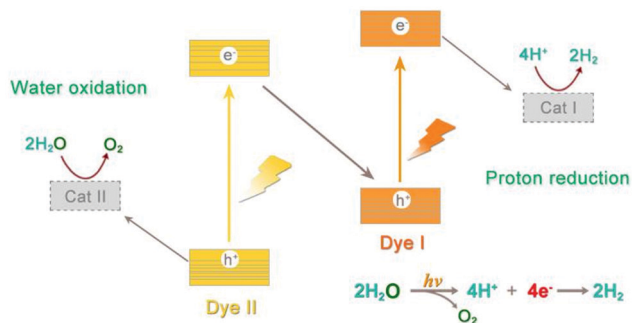 e⁻
e⁻
4H⁺ 2H₂
Cat I
Water oxidation
2H₂O O₂
Cat II
h⁺
Proton reduction
Dye I
h⁺
Dye II
2H₂O hν 4H⁺ + 4e⁻ 2H₂
O₂